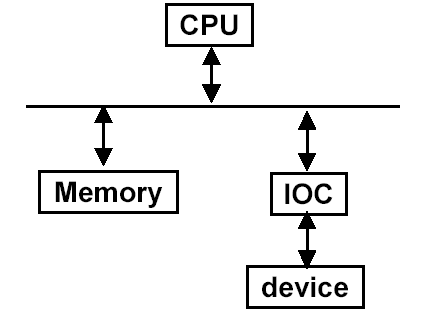 CPU
Memory
IOC
device